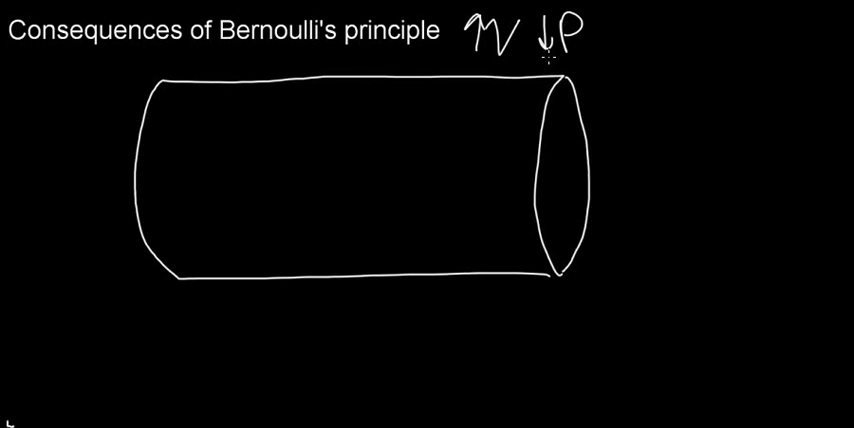 Consequences of Bernoulli's principle ↑V ↓P